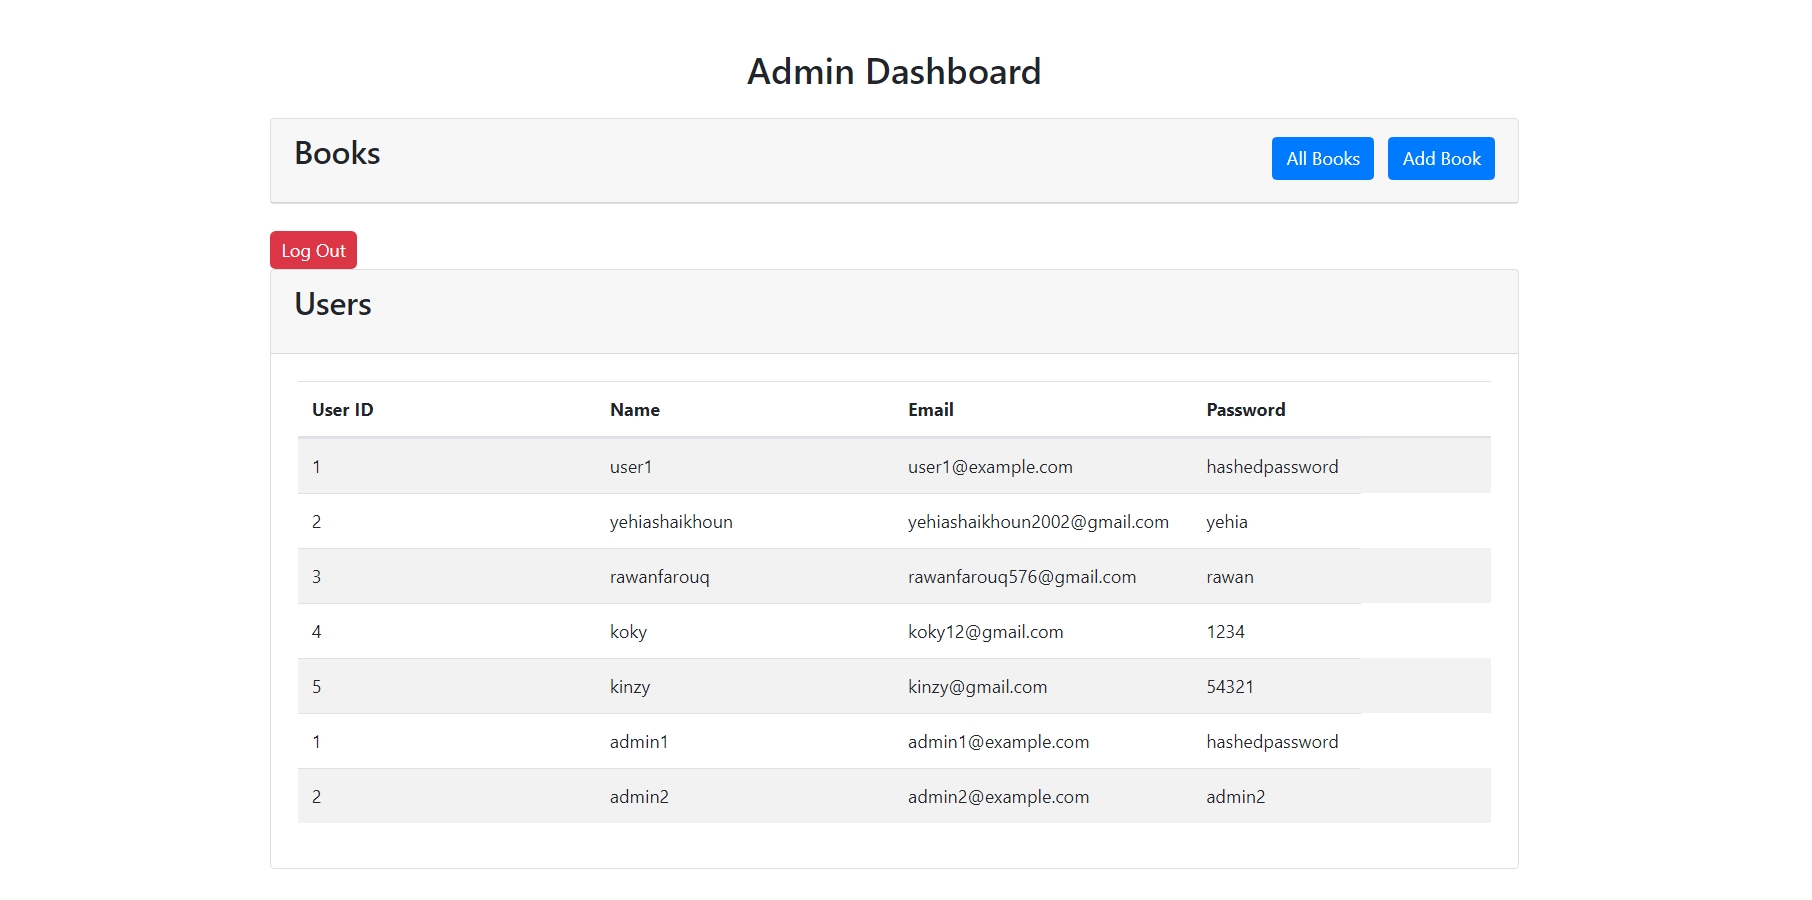 Admin Dashboard
Books
All Books Add Book
Log Out
Users
User ID Name Email Password
1 user1 user1@example.com hashedpassword
2 yehiashaikhoun yehiashaikhoun2002@gmail.com yehia
3 rawanfarouq rawanfarouq576@gmail.com rawan
4 koky koky12@gmail.com 1234
5 kinzy kinzy@gmail.com 54321
1 admin1 admin1@example.com hashedpassword
2 admin2 admin2@example.com admin2